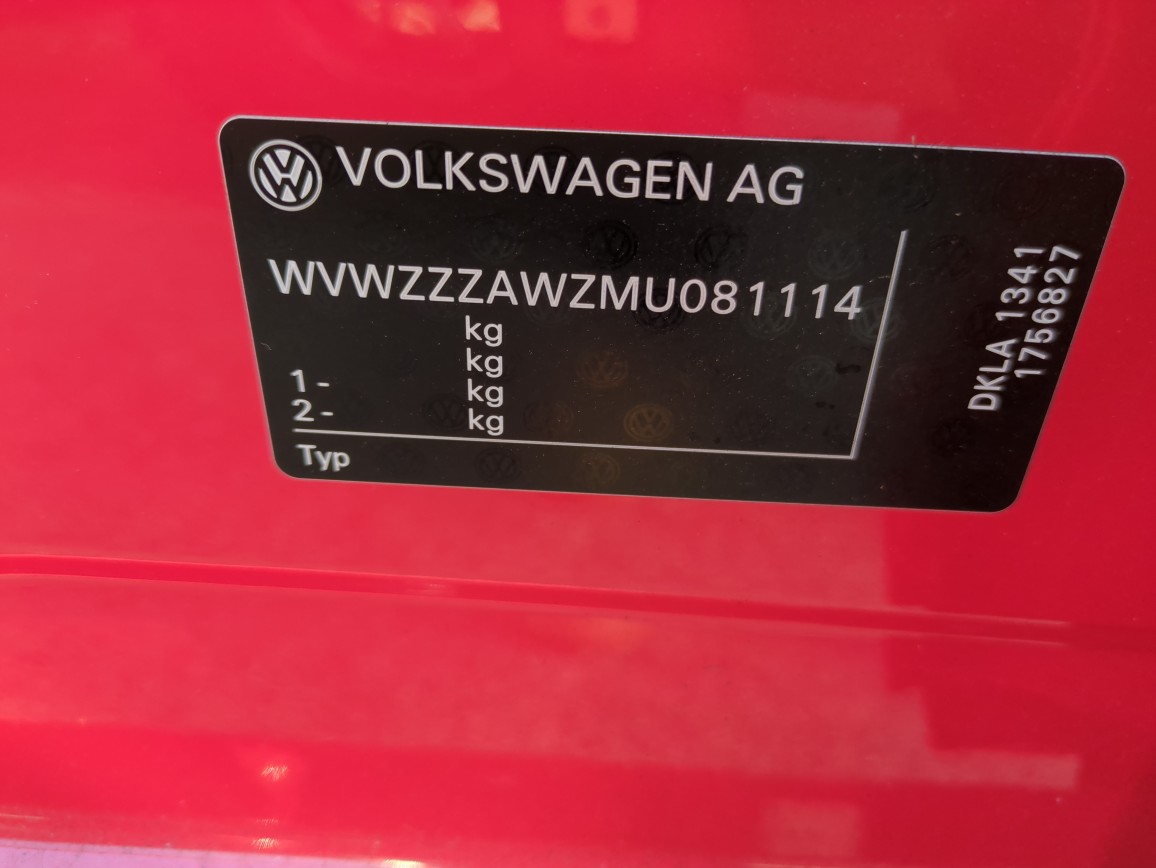 VOLKSWAGEN AG
WVWZZZAWZMU081114
kg
kg
1- kg
2- kg
Typ
DKLA 1341
1756827